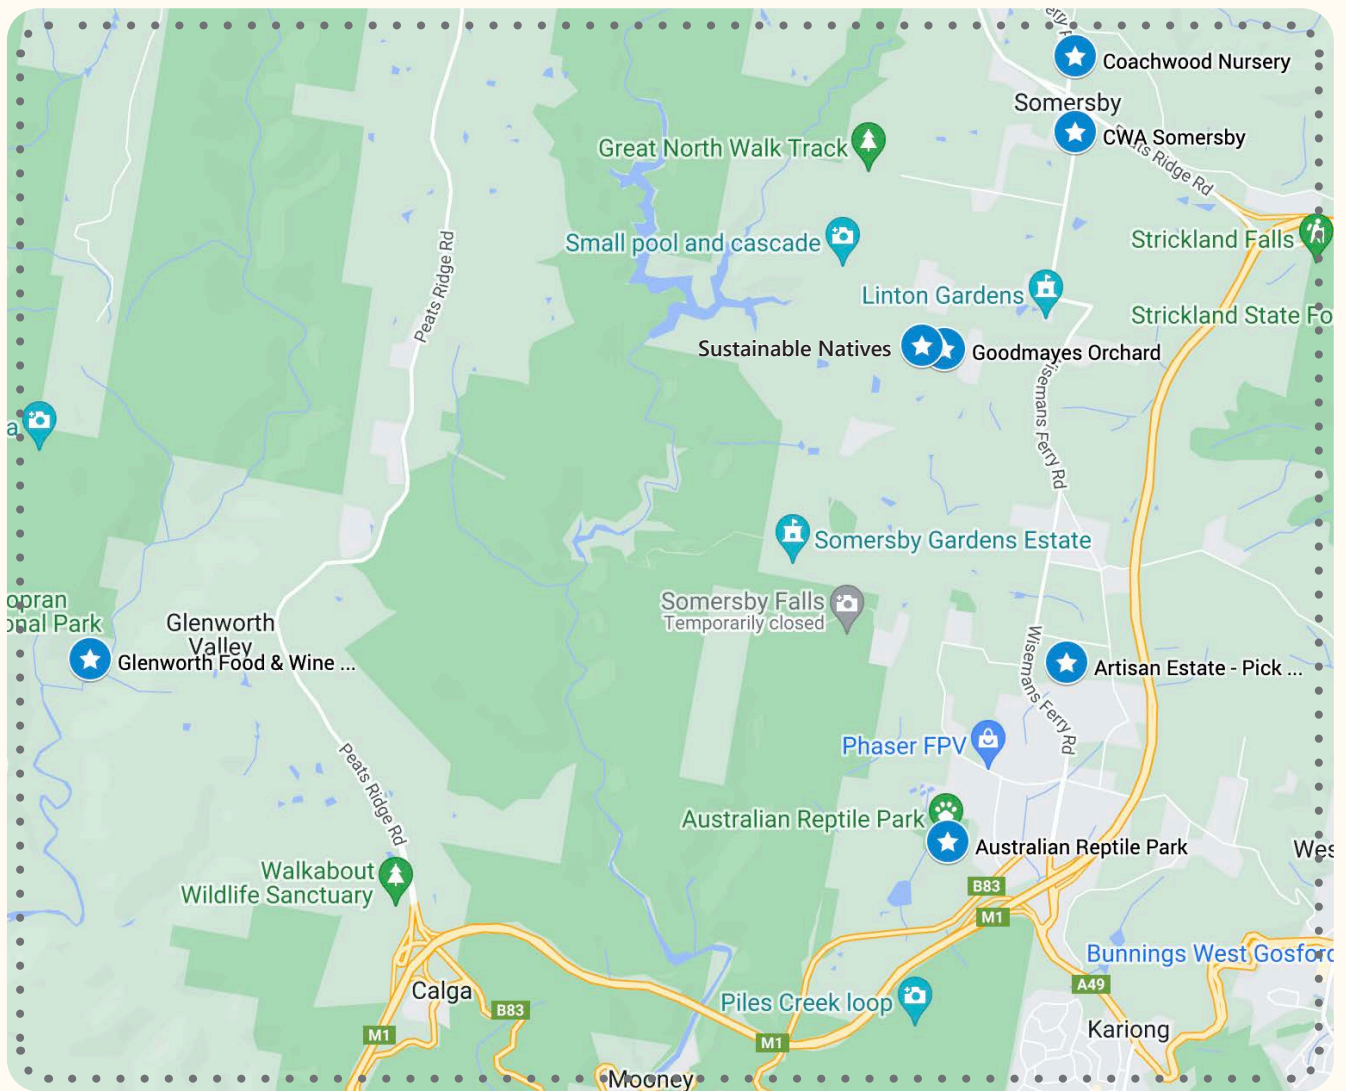 Coachwood Nursery
Somersby
CWA Somersby
Great North Walk Track
Ridge Rd
Small pool and cascade
Strickland Falls
Peats Ridge Rd
Linton Gardens
Strickland State Fo
Sustainable Natives
Goodmayes Orchard
Wisemans Ferry Rd
a
Somersby Gardens Estate
opran
onal Park
Somersby Falls
Temporarily closed
Glenworth
Valley
Glenworth Food & Wine ...
Artisan Estate - Pick ...
Wisemans Ferry Rd
Phaser FPV
Peats Ridge Rd
Australian Reptile Park
Australian Reptile Park
Wes
Walkabout
Wildlife Sanctuary
B83
M1
Bunnings West Gosford
Calga
A49
Piles Creek loop
B83
M1
M1
Kariong
Mooney